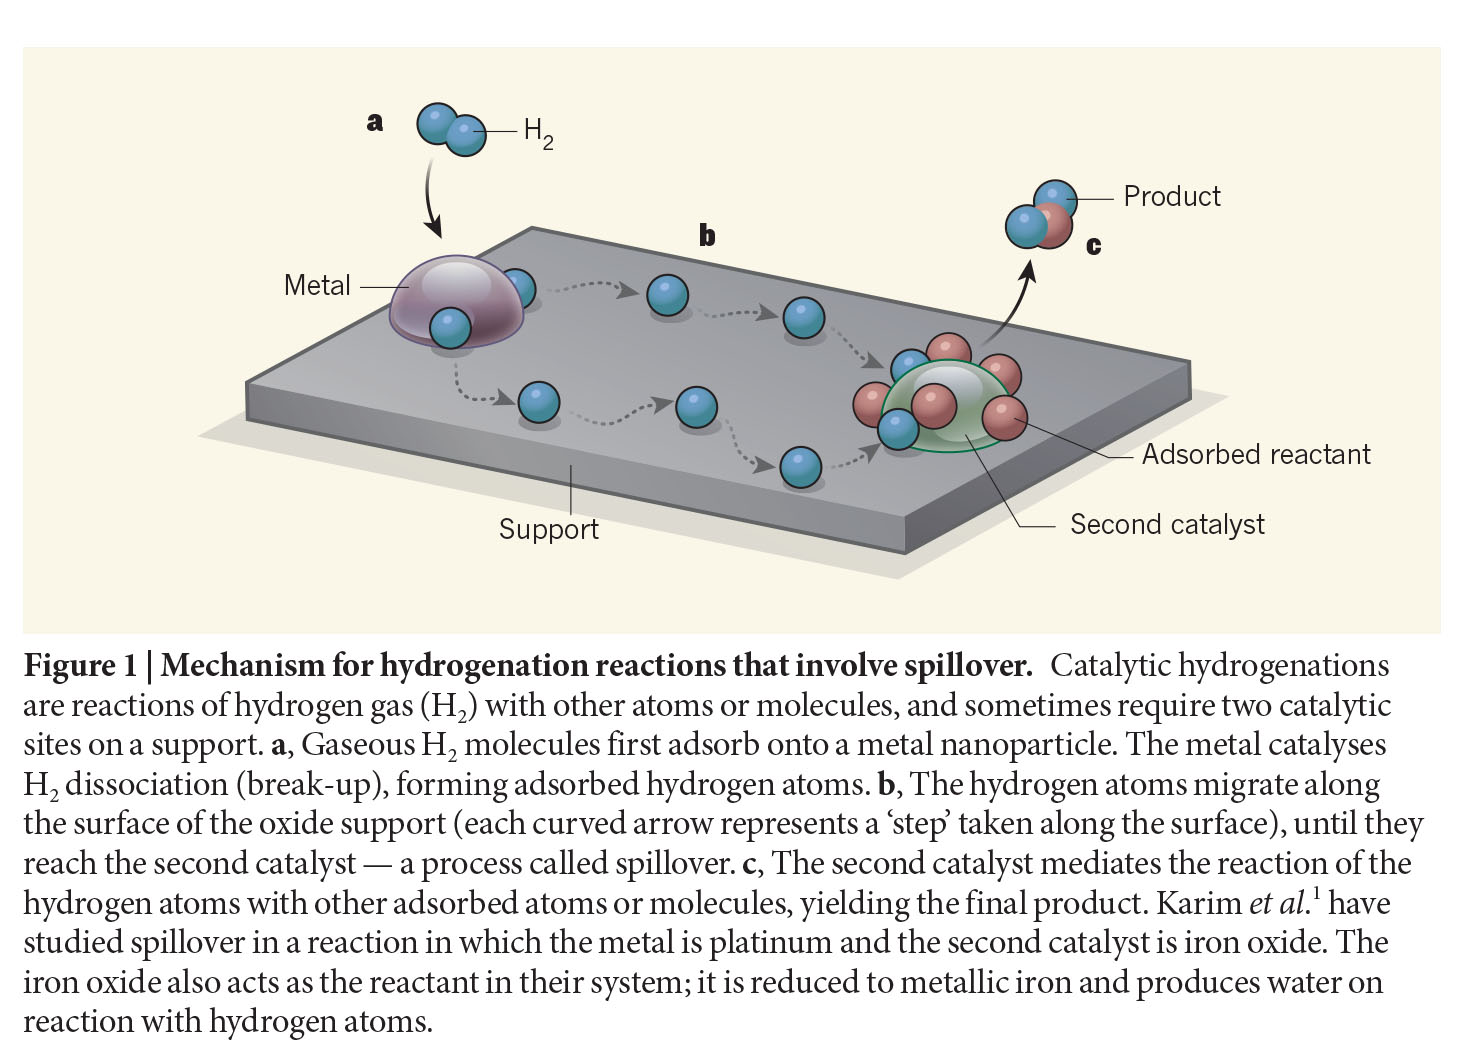 a
H₂
Product
b
c
Metal
Adsorbed reactant
Second catalyst
Support
Figure 1 | Mechanism for hydrogenation reactions that involve spillover. Catalytic hydrogenations
are reactions of hydrogen gas (H₂) with other atoms or molecules, and sometimes require two catalytic
sites on a support. a, Gaseous H₂ molecules first adsorb onto a metal nanoparticle. The metal catalyses
H₂ dissociation (break-up), forming adsorbed hydrogen atoms. b, The hydrogen atoms migrate along
the surface of the oxide support (each curved arrow represents a ‘step’ taken along the surface), until they
reach the second catalyst — a process called spillover. c, The second catalyst mediates the reaction of the
hydrogen atoms with other adsorbed atoms or molecules, yielding the final product. Karim et al.¹ have
studied spillover in a reaction in which the metal is platinum and the second catalyst is iron oxide. The
iron oxide also acts as the reactant in their system; it is reduced to metallic iron and produces water on
reaction with hydrogen atoms.